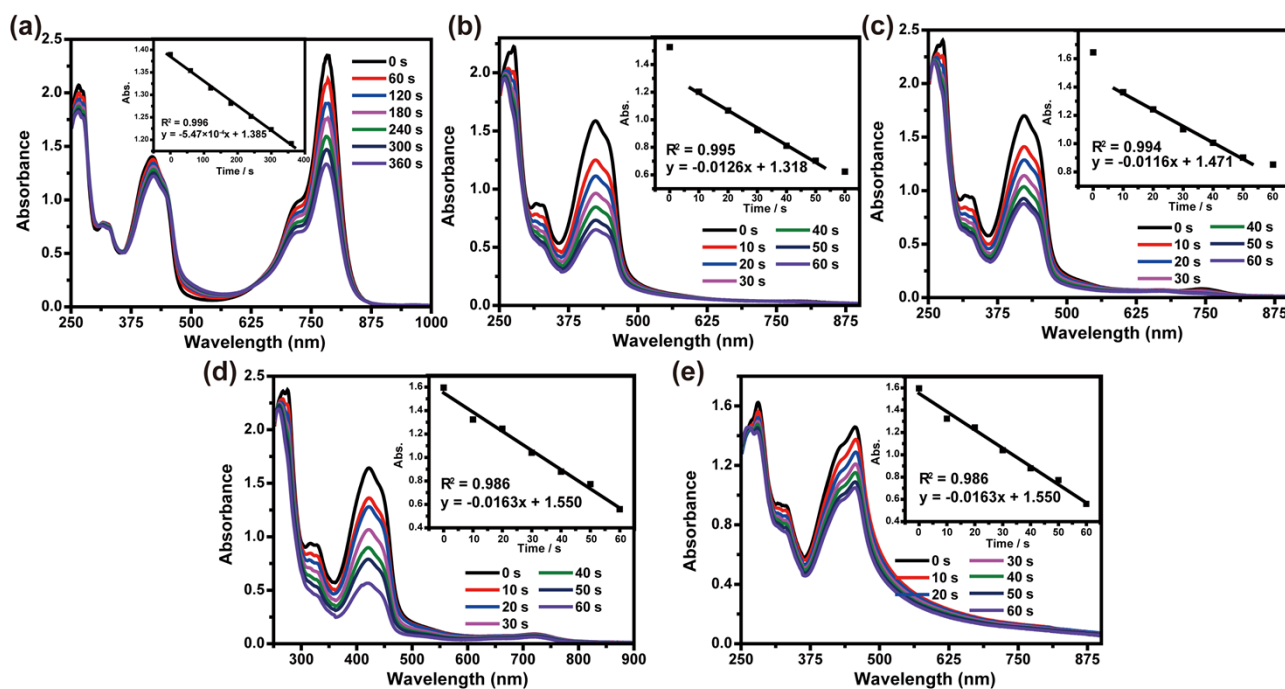 (a)
Absorbance
2.5
2.0
1.5
1.0
0.5
0.0
250 375 500 625 750 875 1000
Wavelength (nm)
Abs.
1.40
1.35
1.30
1.25
1.20
0 100 200 300 400
Time / s
R² = 0.996
y = -5.47×10⁻⁴x + 1.385
0 s
60 s
120 s
180 s
240 s
300 s
360 s
(b)
Absorbance
2.0
1.5
1.0
0.5
0.0
250 375 500 625 750 875
Wavelength (nm)
Abs.
1.6
1.4
1.2
1.0
0.8
0.6
0 10 20 30 40 50 60
Time / s
R² = 0.995
y = -0.0126x + 1.318
0 s 40 s
10 s 50 s
20 s 60 s
30 s
(c)
Absorbance
2.5
2.0
1.5
1.0
0.5
0.0
250 375 500 625 750 875
Wavelength (nm)
Abs.
1.6
1.4
1.2
1.0
0.8
0 10 20 30 40 50 60
Time / s
R² = 0.994
y = -0.0116x + 1.471
0 s 40 s
10 s 50 s
20 s 60 s
30 s
(d)
Absorbance
2.5
2.0
1.5
1.0
0.5
0.0
300 400 500 600 700 800 900
Wavelength (nm)
Abs.
1.6
1.4
1.2
1.0
0.8
0.6
0.4
0 10 20 30 40 50 60
Time / s
R² = 0.986
y = -0.0163x + 1.550
0 s 40 s
10 s 50 s
20 s 60 s
30 s
(e)
Absorbance
1.6
1.2
0.8
0.4
0.0
250 375 500 625 750 875
Wavelength (nm)
Abs.
1.6
1.4
1.2
1.0
0.8
0.6
0.4
0 10 20 30 40 50 60
Time / s
R² = 0.986
y = -0.0163x + 1.550
0 s 30 s
10 s 40 s
20 s 50 s
60 s